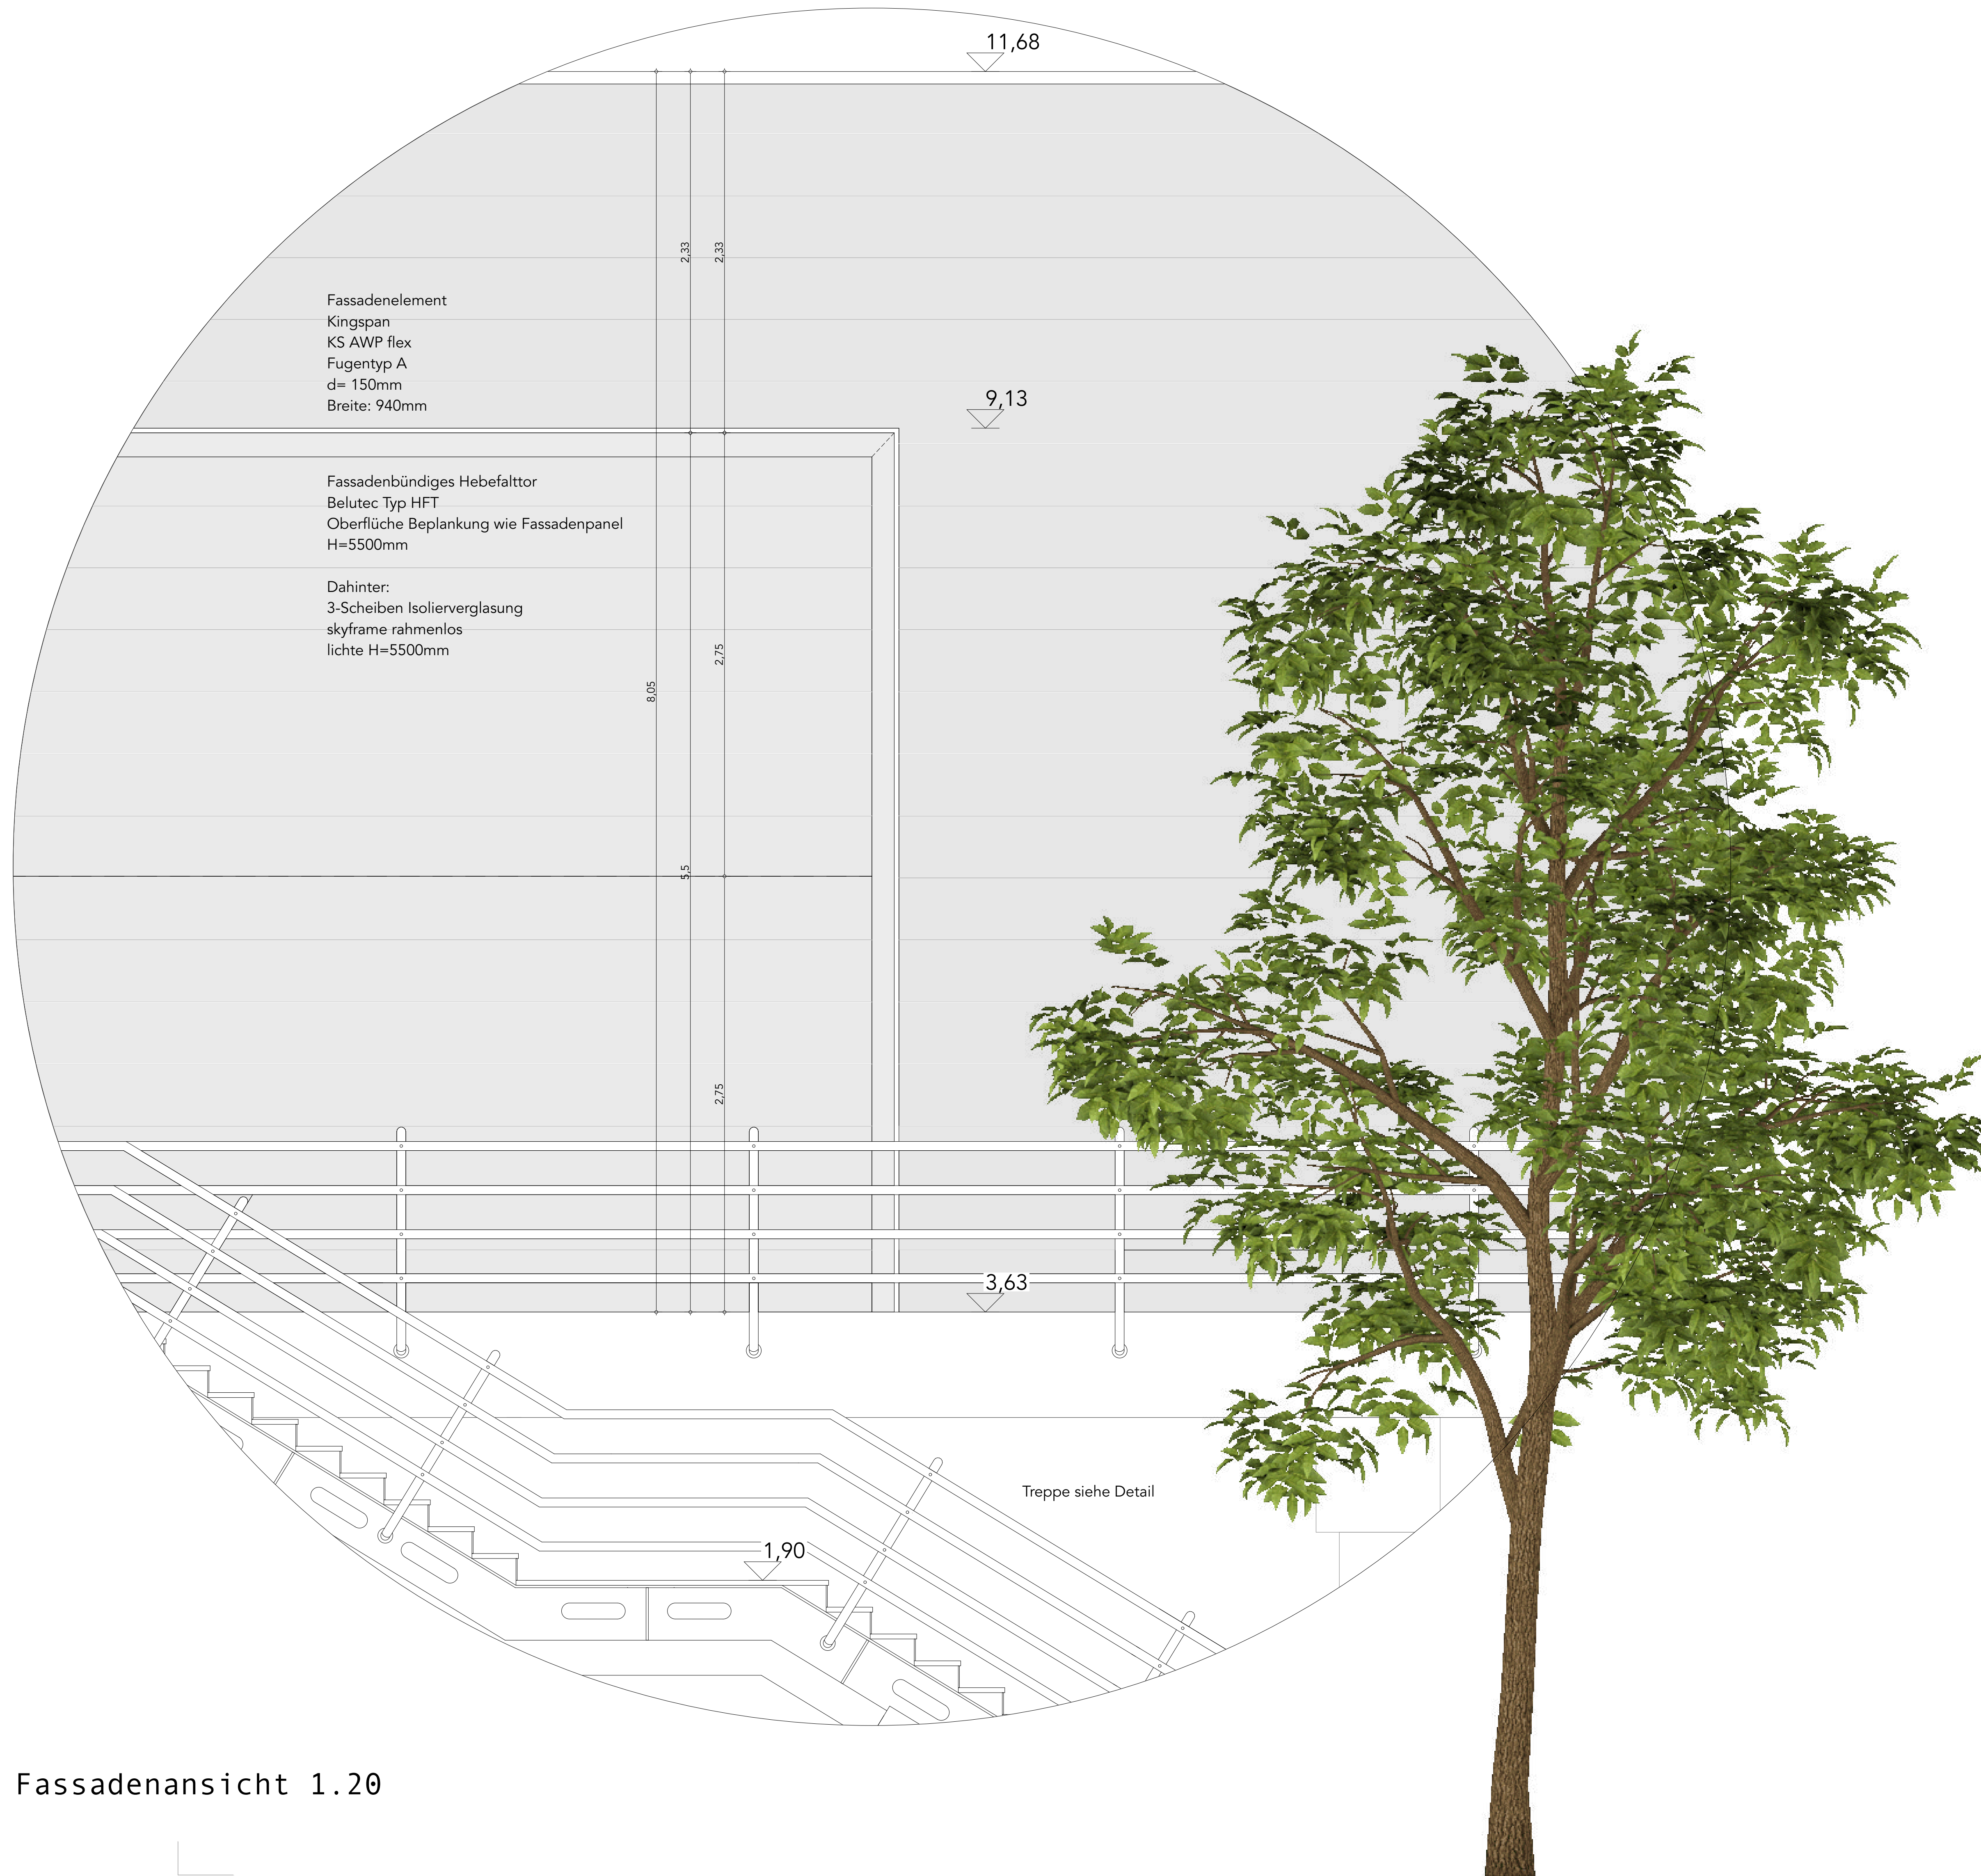 11,68
2,33
2,33
Fassadenelement
Kingspan
KS AWP flex
Fugentyp A
d= 150mm
Breite: 940mm
9,13
Fassadenbündiges Hebefalttor
Belutec Typ HFT
Oberflüche Beplankung wie Fassadenpanel
H=5500mm
Dahinter:
3-Scheiben Isolierverglasung
skyframe rahmenlos
lichte H=5500mm
2,75
8,05
5,5
2,75
3,63
Treppe siehe Detail
1,90
Fassadenansicht 1.20